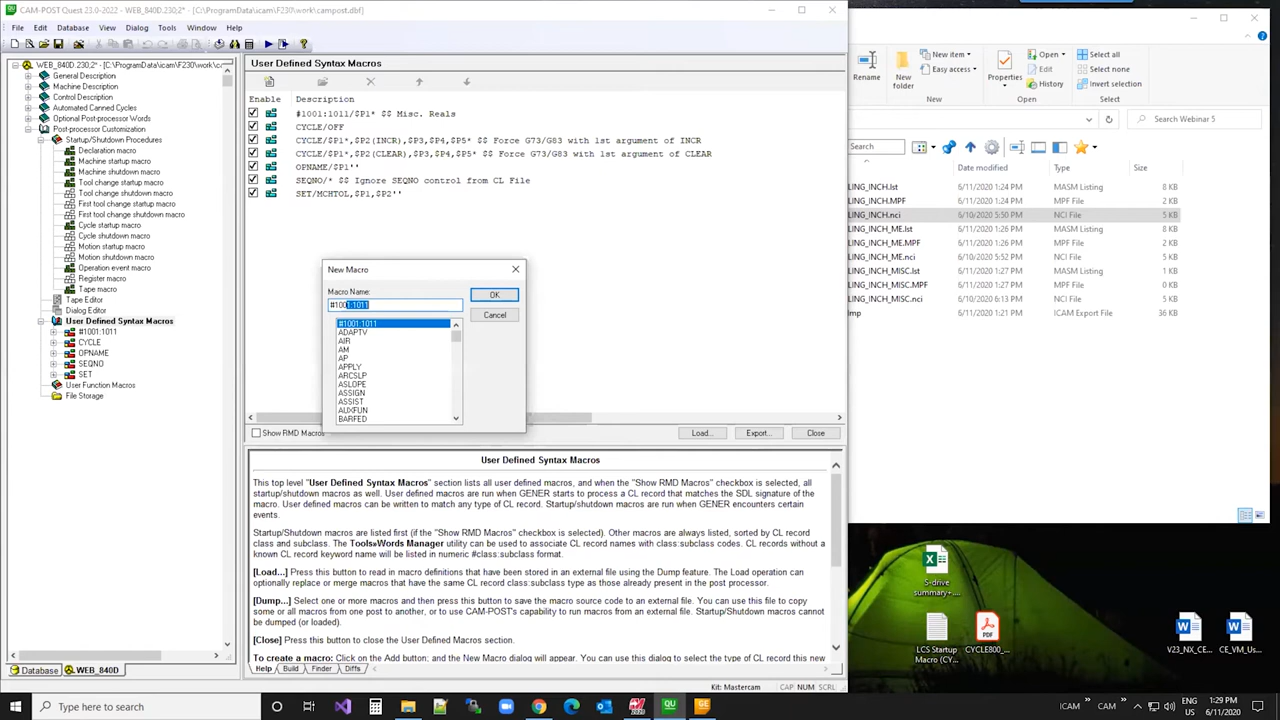 CAM-POST Quest 23.0-2022 - WEB_840D.230;2* - [C:\ProgramData\icam\F230\work\campost.dbf]
File Edit Database View Dialog Tools Window Help
WEB_840D.230;2* - [C:\ProgramData\icam\F230\work\ca
General Description
Machine Description
Control Description
Automated Canned Cycles
Optional Post-processor Words
Post-processor Customization
Startup/Shutdown Procedures
Declaration macro
Machine startup macro
Machine shutdown macro
Tool change startup macro
Tool change shutdown macro
First tool change startup macro
First tool change shutdown macro
Cycle startup macro
Cycle shutdown macro
Motion startup macro
Motion shutdown macro
Operation event macro
Register macro
Tape macro
Tape Editor
Dialog Editor
User Defined Syntax Macros
#1001:1011
CYCLE
OPNAME
SEQNO
SET
User Function Macros
File Storage
Database WEB_840D
User Defined Syntax Macros
Enable Description
#1001:1011/$P1* $$ Misc. Reals
CYCLE/OFF
CYCLE/$P1*,$P2(INCR),$P3,$P4,$P5* $$ Force G73/G83 with 1st argument of INCR
CYCLE/$P1*,$P2(CLEAR),$P3,$P4,$P5* $$ Force G73/G83 with 1st argument of CLEAR
OPNAME/$P1''
SEQNO/* $$ Ignore SEQNO control from CL File
SET/MCHTOL,$P1,$P2''
New Macro
Macro Name:
#1001:1011
OK
Cancel
#1001:1011
ADAPTV
AIR
AM
AP
APPLY
ARCSLP
ASLOPE
ASSIGN
ASSIST
AUXFUN
BARFED
Show RMD Macros
Load... Export... Close
User Defined Syntax Macros
This top level "User Defined Syntax Macros" section lists all user defined macros, and when the "Show RMD Macros" checkbox is selected, all
startup/shutdown macros as well. User defined macros are run when GENER starts to process a CL record that matches the SDL signature of the
macro. User defined macros can be written to match any type of CL record. Startup/shutdown macros are run when GENER encounters certain
events.
Startup/Shutdown macros are listed first (if the "Show RMD Macros" checkbox is selected). Other macros are always listed, sorted by CL record
class and subclass. The Tools»Words Manager utility can be used to associate CL record names with class:subclass codes. CL records without a
known CL record keyword name will be listed in numeric #class:subclass format.
[Load...] Press this button to read in macro definitions that have been stored in an external file using the Dump feature. The Load operation can
optionally replace or merge macros that have the same CL record class:subclass type as those already present in the post processor.
[Dump...] Select one or more macros and then press this button to save the macro source code to an external file. You can use this file to copy
some or all macros from one post to another, or to use CAM-POST's capability to run macros from an external file. Startup/Shutdown macros cannot
be dumped (or loaded).
[Close] Press this button to close the User Defined Macros section.
To create a macro: Click on the Add button; and the New Macro dialog will appear. You can use this dialog to select the type of CL record this new
Help Build Finder Diffs
Kit: Mastercam CAP NUM SCRL
Rename
New folder
New item
Easy access
New
Properties
Open
Edit
History
Open
Select all
Select none
Invert selection
Select
Search Webinar 5
Search
Date modified Type Size
LING_INCH.lst 6/11/2020 1:24 PM MASM Listing 8 KB
LING_INCH.MPF 6/11/2020 1:24 PM MPF File 2 KB
LING_INCH.nci 6/10/2020 5:50 PM NCI File 5 KB
LING_INCH_ME.lst 6/11/2020 1:26 PM MASM Listing 8 KB
LING_INCH_ME.MPF 6/11/2020 1:26 PM MPF File 2 KB
LING_INCH_ME.nci 6/10/2020 5:52 PM NCI File 5 KB
LING_INCH_MISC.lst 6/11/2020 1:27 PM MASM Listing 0 KB
LING_INCH_MISC.MPF 6/11/2020 1:27 PM MPF File 0 KB
LING_INCH_MISC.nci 6/10/2020 6:13 PM NCI File 5 KB
mp 6/11/2020 1:00 PM ICAM Export File 36 KB
S-drive
summary+....
LCS Startup
Macro (CY...
PDF
CYCLE800_...
V23_NX_CE...
CE_VM_Us...
Type here to search
ICAM CAM ENG US 1:29 PM 6/11/2020